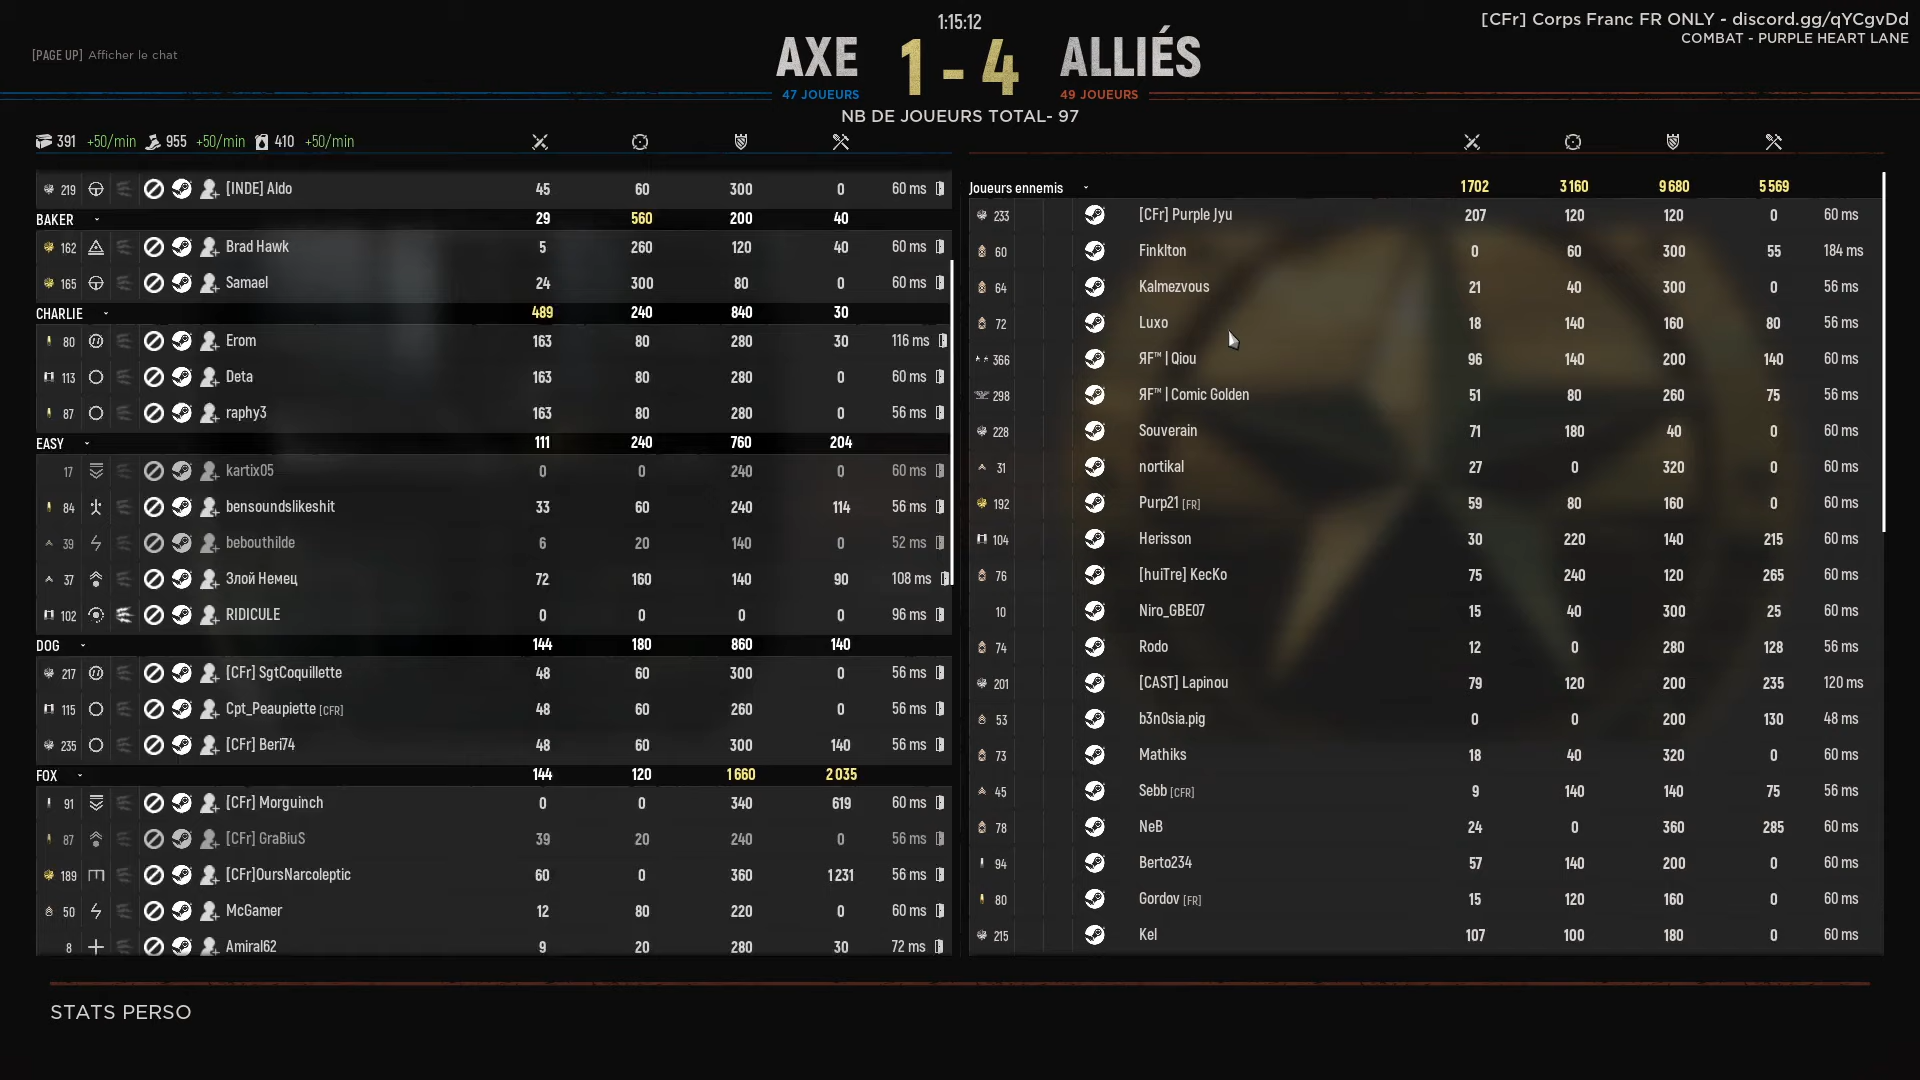 1:15:12
[CFr] Corps Franc FR ONLY - discord.gg/qYCgvDd
COMBAT - PURPLE HEART LANE
[PAGE UP] Afficher le chat
AXE 1 - 4 ALLIÉS
47 JOUEURS 49 JOUEURS
NB DE JOUEURS TOTAL- 97
391 +50/min 955 +50/min 410 +50/min
219 [INDE] Aldo 45 60 300 0 60 ms
BAKER 29 560 200 40
162 Brad Hawk 5 260 120 40 60 ms
165 Samael 24 300 80 0 60 ms
CHARLIE 489 240 840 30
80 Erom 163 80 280 30 116 ms
113 Deta 163 80 280 0 60 ms
87 raphy3 163 80 280 0 56 ms
EASY 111 240 760 204
17 kartix05 0 0 240 0 60 ms
84 bensoundslikeshit 33 60 240 114 56 ms
39 bebouthilde 6 20 140 0 52 ms
37 Злой Немец 72 160 140 90 108 ms
102 RIDICULE 0 0 0 0 96 ms
DOG 144 180 860 140
217 [CFr] SgtCoquillette 48 60 300 0 56 ms
115 Cpt_Peaupiette [CFR] 48 60 260 0 56 ms
235 [CFr] Beri74 48 60 300 140 56 ms
FOX 144 120 1 660 2 035
91 [CFr] Morguinch 0 0 340 619 60 ms
87 [CFr] GraBiuS 39 20 240 0 56 ms
189 [CFr]OursNarcoleptic 60 0 360 1 231 56 ms
50 McGamer 12 80 220 0 60 ms
8 Amiral62 9 20 280 30 72 ms
Joueurs ennemis 1 702 3 160 9 680 5 569
233 [CFr] Purple Jyu 207 120 120 0 60 ms
60 Finklton 0 60 300 55 184 ms
64 Kalmezvous 21 40 300 0 56 ms
72 Luxo 18 140 160 80 56 ms
366 ЯF™ | Qiou 96 140 200 140 60 ms
298 ЯF™ | Comic Golden 51 80 260 75 56 ms
228 Souverain 71 180 40 0 60 ms
31 nortikal 27 0 320 0 60 ms
192 Purp21 [FR] 59 80 160 0 60 ms
104 Herisson 30 220 140 215 60 ms
76 [huiTre] KecKo 75 240 120 265 60 ms
10 Niro_GBE07 15 40 300 25 60 ms
74 Rodo 12 0 280 128 56 ms
201 [CAST] Lapinou 79 120 200 235 120 ms
53 b3n0sia.pig 0 0 200 130 48 ms
73 Mathiks 18 40 320 0 60 ms
45 Sebb [CFR] 9 140 140 75 56 ms
78 NeB 24 0 360 285 60 ms
94 Berto234 57 140 200 0 60 ms
80 Gordov [FR] 15 120 160 0 60 ms
215 Kel 107 100 180 0 60 ms
STATS PERSO